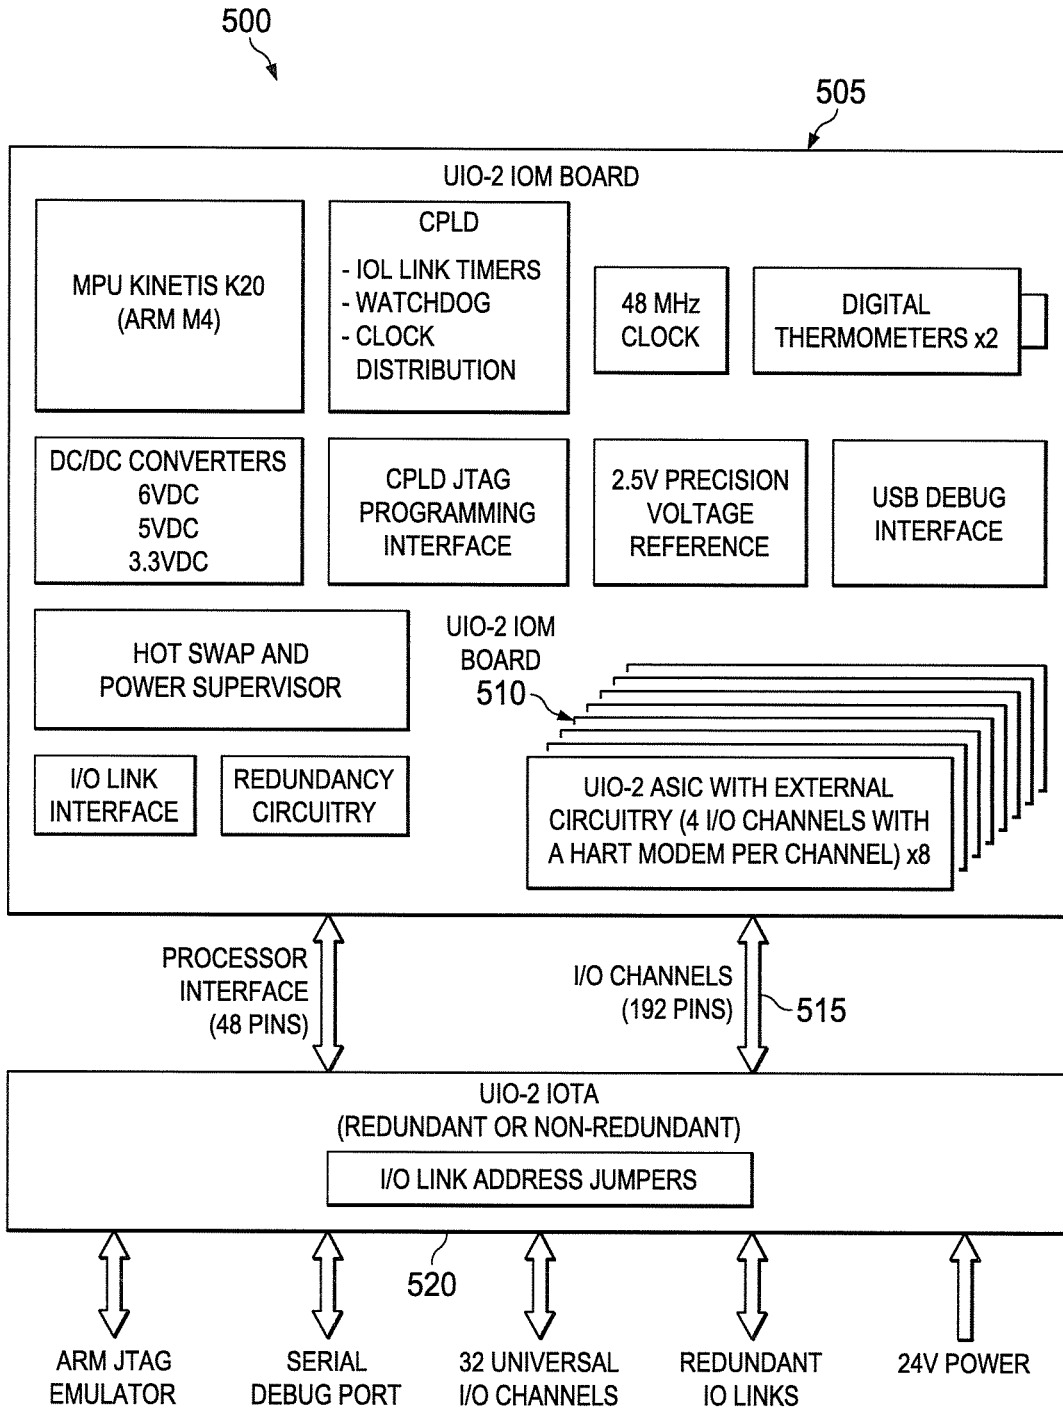 500
505
UIO-2 IOM BOARD
MPU KINETIS K20
(ARM M4)
CPLD
- IOL LINK TIMERS
- WATCHDOG
- CLOCK
DISTRIBUTION
48 MHz
CLOCK
DIGITAL
THERMOMETERS x2
DC/DC CONVERTERS
6VDC
5VDC
3.3VDC
CPLD JTAG
PROGRAMMING
INTERFACE
2.5V PRECISION
VOLTAGE
REFERENCE
USB DEBUG
INTERFACE
HOT SWAP AND
POWER SUPERVISOR
UIO-2 IOM
BOARD
510
I/O LINK
INTERFACE
REDUNDANCY
CIRCUITRY
UIO-2 ASIC WITH EXTERNAL
CIRCUITRY (4 I/O CHANNELS WITH
A HART MODEM PER CHANNEL) x8
PROCESSOR
INTERFACE
(48 PINS)
I/O CHANNELS
(192 PINS)
515
UIO-2 IOTA
(REDUNDANT OR NON-REDUNDANT)
I/O LINK ADDRESS JUMPERS
520
ARM JTAG
EMULATOR
SERIAL
DEBUG PORT
32 UNIVERSAL
I/O CHANNELS
REDUNDANT
IO LINKS
24V POWER